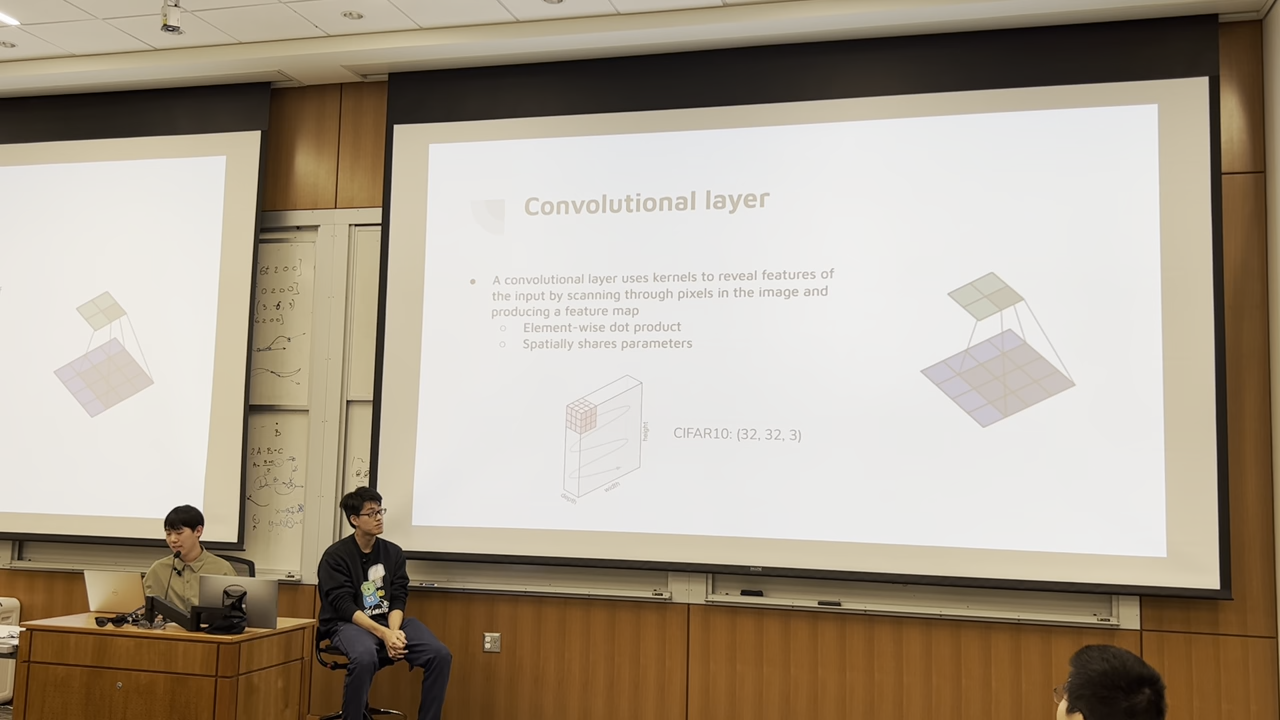 Convolutional layer
A convolutional layer uses kernels to reveal features of
the input by scanning through pixels in the image and
producing a feature map
Element-wise dot product
Spatially shares parameters
height
CIFAR10: (32, 32, 3)
depth
width
2A-B=C